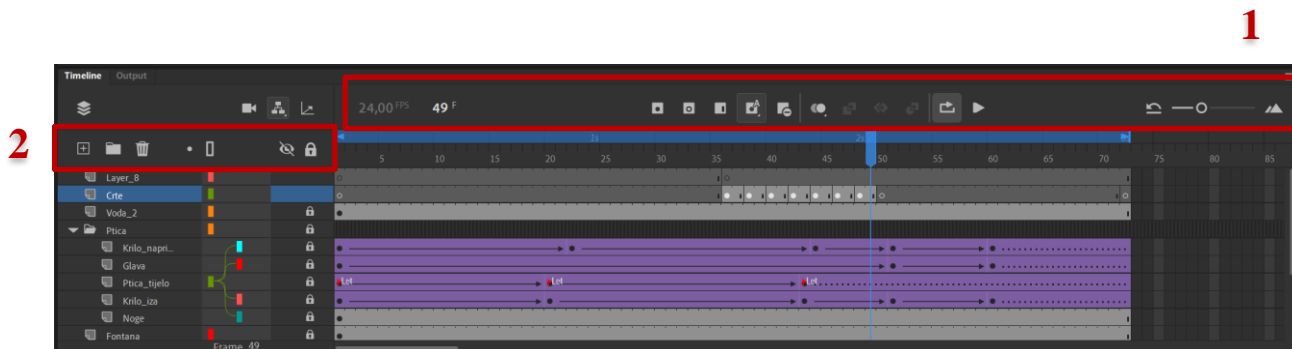 1
Timeline Output
24,00 FPS 49 F
2
1s 2s
5 10 15 20 25 30 35 40 45 50 55 60 65 70 75 80 85
Layer_8
Crte
Voda_2
Ptica
Krilo_napri...
Glava
Ptica_tijelo Let Let Let
Krilo_iza
Noge
Fontana
Frame 49